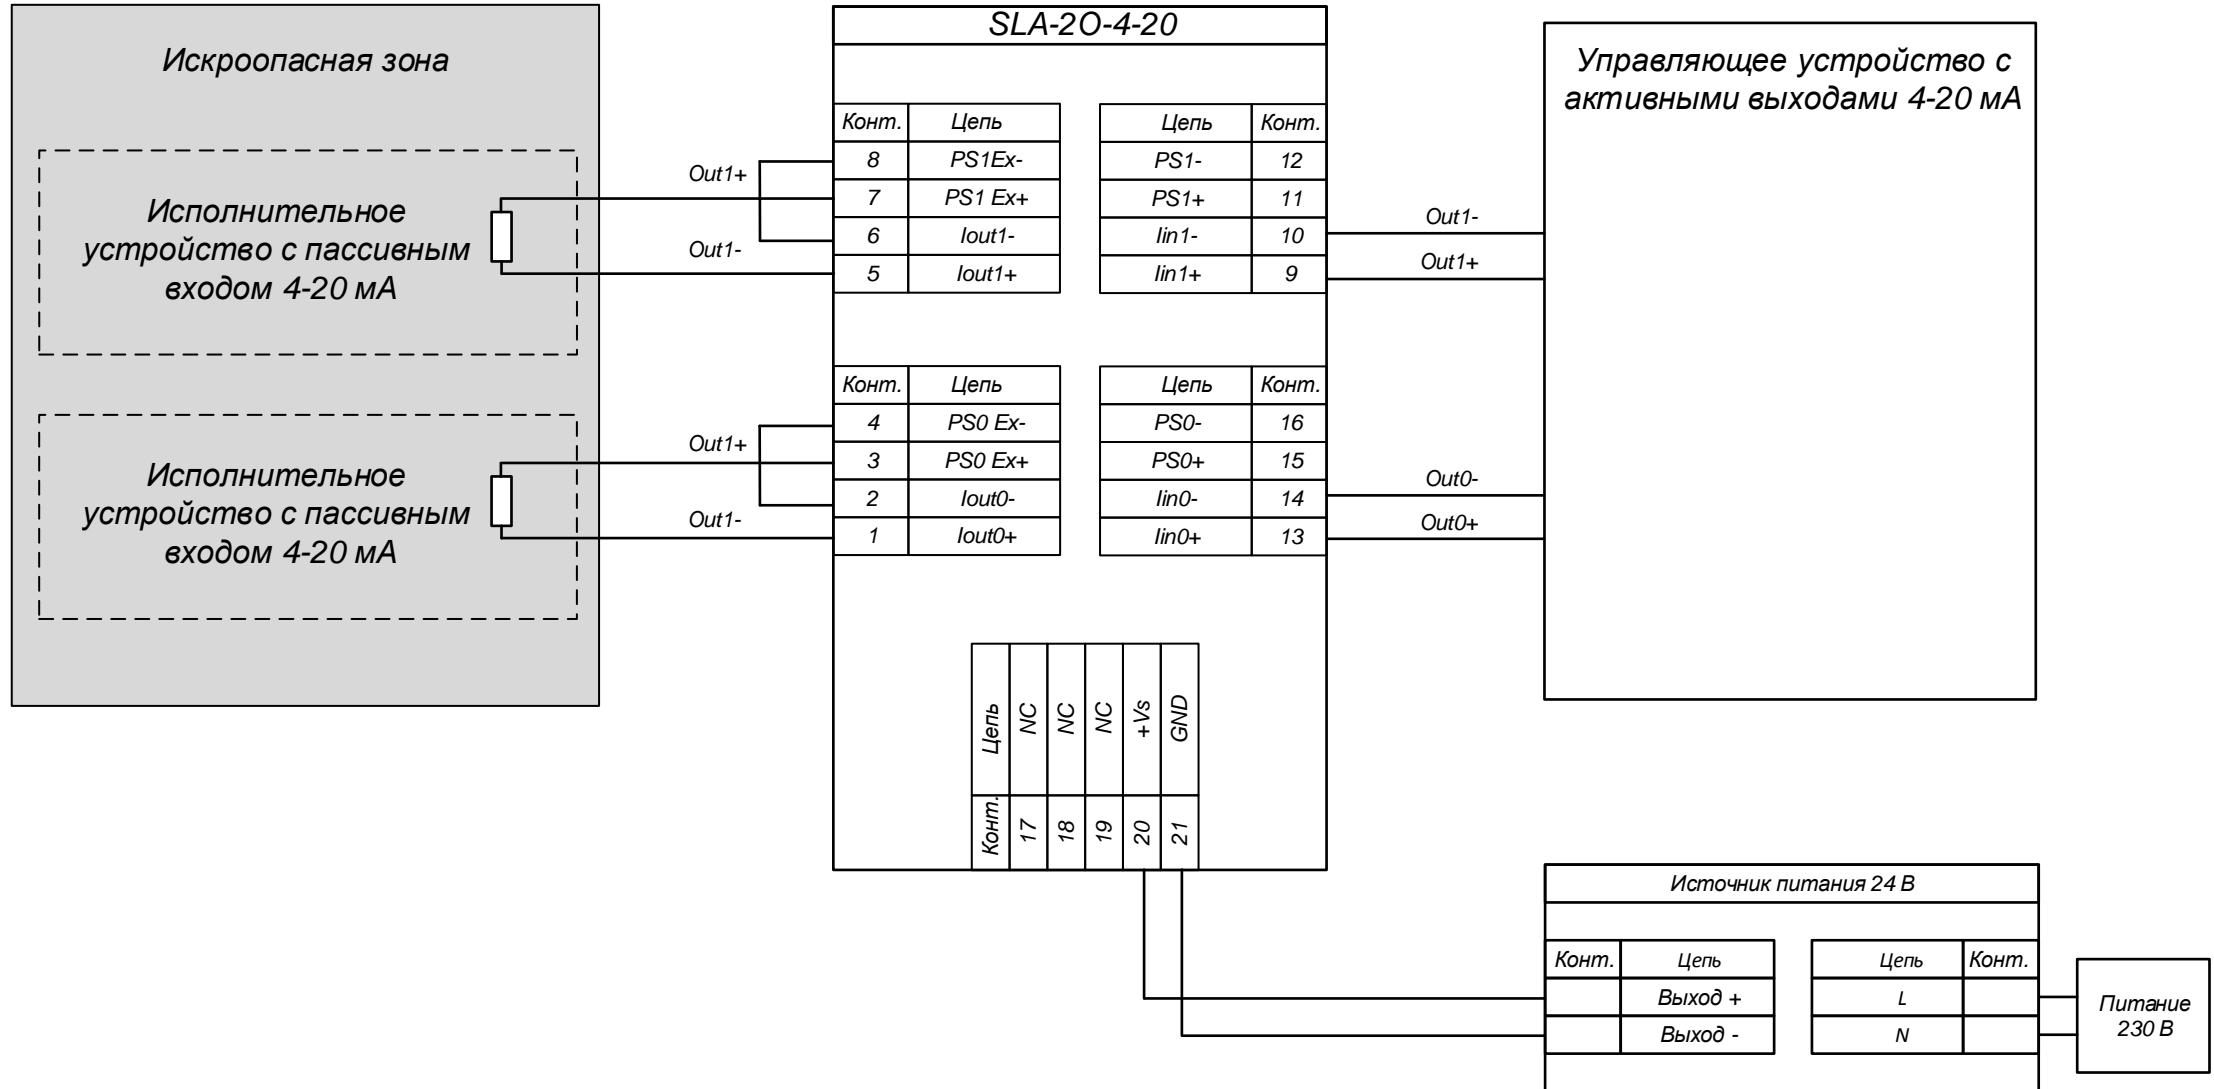 Искроопасная зона
Исполнительное
устройство с пассивным
входом 4-20 мА
Исполнительное
устройство с пассивным
входом 4-20 мА
Out1+
Out1-
Out1+
Out1-
SLA-2O-4-20
Конт. Цепь Цепь Конт.
8 PS1Ex- PS1- 12
7 PS1 Ex+ PS1+ 11
6 Iout1- Iin1- 10
5 Iout1+ Iin1+ 9
Конт. Цепь Цепь Конт.
4 PS0 Ex- PS0- 16
3 PS0 Ex+ PS0+ 15
2 Iout0- Iin0- 14
1 Iout0+ Iin0+ 13
Цепь NC NC NC +Vs GND
Конт. 17 18 19 20 21
Out1-
Out1+
Out0-
Out0+
Управляющее устройство с
активными выходами 4-20 мА
Источник питания 24 В
Конт. Цепь Цепь Конт.
Выход + L
Выход - N
Питание
230 В